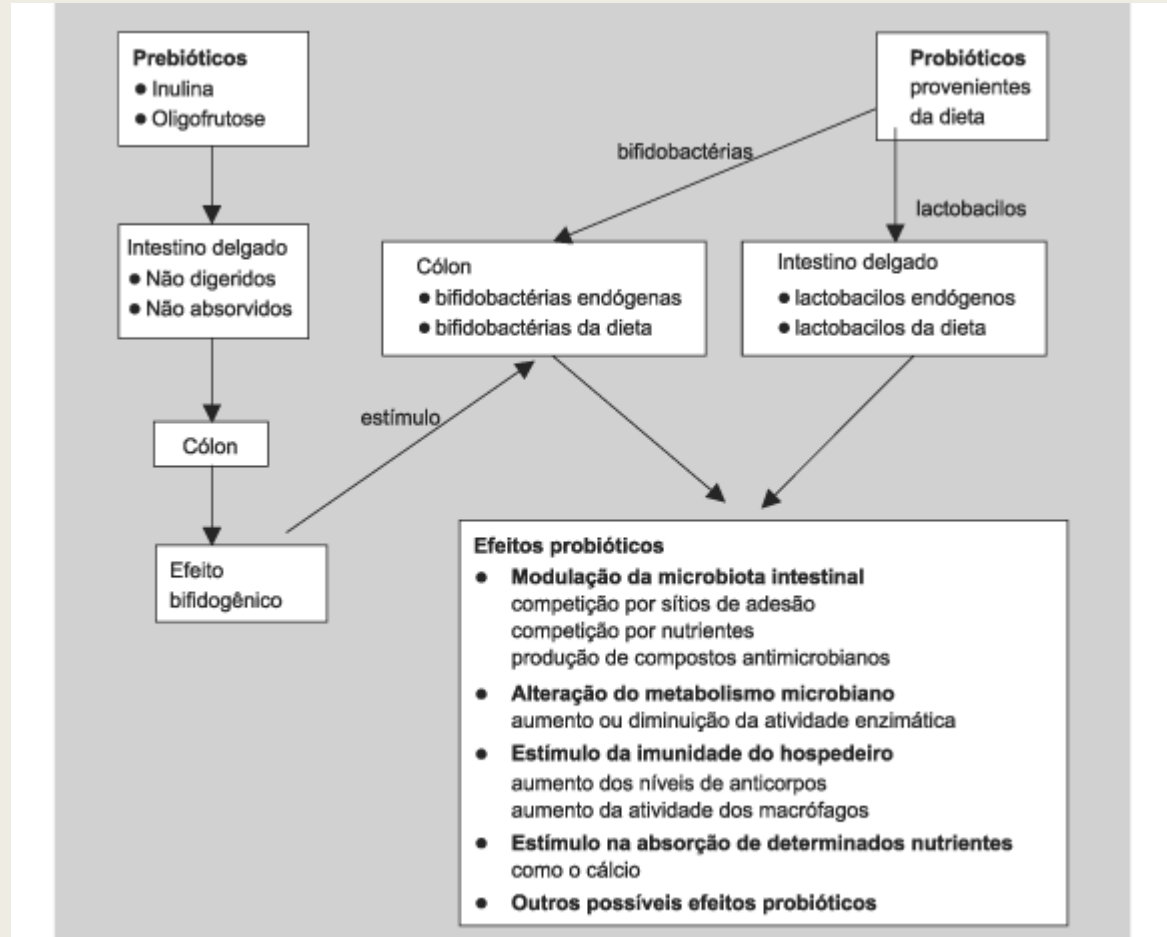 Prebióticos
● Inulina
● Oligofrutose
Probióticos
provenientes
da dieta
bifidobactérias
lactobacilos
Intestino delgado
● Não digeridos
● Não absorvidos
Cólon
● bifidobactérias endógenas
● bifidobactérias da dieta
Intestino delgado
● lactobacilos endógenos
● lactobacilos da dieta
estímulo
Cólon
Efeito
bifidogênico
Efeitos probióticos
● Modulação da microbiota intestinal
competição por sítios de adesão
competição por nutrientes
produção de compostos antimicrobianos
● Alteração do metabolismo microbiano
aumento ou diminuição da atividade enzimática
● Estímulo da imunidade do hospedeiro
aumento dos níveis de anticorpos
aumento da atividade dos macrófagos
● Estímulo na absorção de determinados nutrientes
como o cálcio
● Outros possíveis efeitos probióticos